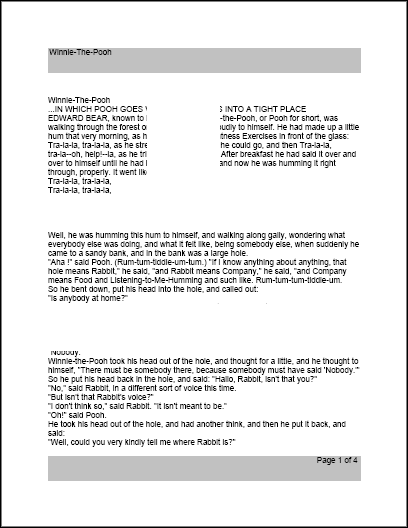 Winnie-The-Pooh
Winnie-The-Pooh
...IN WHICH POOH GOES INTO A TIGHT PLACE
EDWARD BEAR, known to -the-Pooh, or Pooh for short, was
walking through the forest oudly to himself. He had made up a little
hum that very morning, as h tness Exercises in front of the glass:
Tra-la-la, tra-la-la, as he stre he could go, and then Tra-la-la,
tra-la--oh, help!--la, as he tri After breakfast he had said it over and
over to himself until he had and now he was humming it right
through, properly. It went
Tra-la-la, tra-la-la,
Tra-la-la, tra-la-la,
Well, he was humming this hum to himself, and walking along gaily, wondering what
everybody else was doing, and what it felt like, being somebody else, when suddenly he
came to a sandy bank, and in the bank was a large hole.
"Aha !" said Pooh. (Rum-tum-tiddle-um-tum.) "If I know anything about anything, that
hole means Rabbit," he said, "and Rabbit means Company," he said, "and Company
means Food and Listening-to-Me-Humming and such like. Rum-tum-tum-tiddle-um.
So he bent down, put his head into the hole, and called out:
"Is anybody at home?"
"Nobody."
Winnie-the-Pooh took his head out of the hole, and thought for a little, and he thought to
himself, "There must be somebody there, because somebody must have said 'Nobody.'"
So he put his head back in the hole, and said: "Hallo, Rabbit, isn't that you?"
"No," said Rabbit, in a different sort of voice this time.
"But isn't that Rabbit's voice?"
"I don't think so," said Rabbit. "It isn't meant to be."
"Oh!" said Pooh.
He took his head out of the hole, and had another think, and then he put it back, and
said:
"Well, could you very kindly tell me where Rabbit is?"
Page 1 of 4